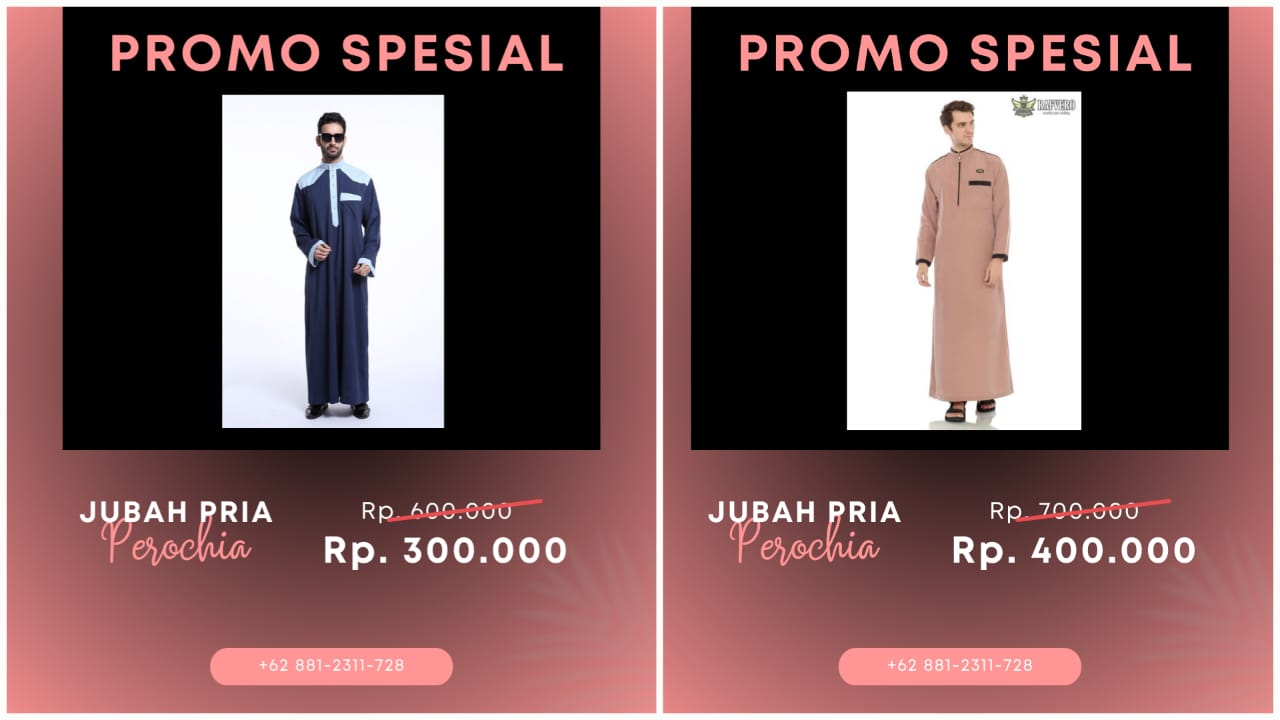 PROMO SPESIAL
JUBAH PRIA
Perochia
Rp. 600.000
Rp. 300.000
+62 881-2311-728
PROMO SPESIAL
RAFVERO
JUBAH PRIA
Perochia
Rp. 700.000
Rp. 400.000
+62 881-2311-728